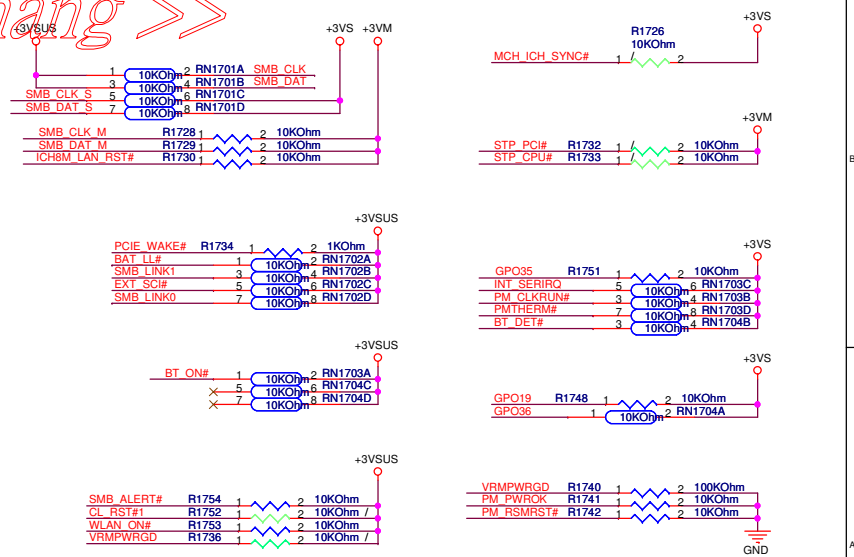 ang >>
+3VSUS +3VS +3VM
1 10KOhm 2 RN1701A SMB_CLK
3 10KOhm 4 RN1701B SMB_DAT
SMB_CLK_S 5 10KOhm 6 RN1701C
SMB_DAT_S 7 10KOhm 8 RN1701D
SMB_CLK_M R1728 1 2 10KOhm
SMB_DAT_M R1729 1 2 10KOhm
ICH8M_LAN_RST# R1730 1 2 10KOhm
+3VSUS
PCIE_WAKE# R1734 1 2 1KOhm
BAT_LL# 1 10KOhm 2 RN1702A
SMB_LINK1 3 10KOhm 4 RN1702B
EXT_SCI# 5 10KOhm 6 RN1702C
SMB_LINK0 7 10KOhm 8 RN1702D
+3VSUS
BT_ON# 1 10KOhm 2 RN1703A
5 10KOhm 6 RN1704C
7 10KOhm 8 RN1704D
+3VSUS
SMB_ALERT# R1754 1 2 10KOhm
CL_RST#1 R1752 1 2 10KOhm /
WLAN_ON# R1753 1 2 10KOhm
VRMPWRGD R1736 1 2 10KOhm /
+3VS
R1726
10KOhm
MCH_ICH_SYNC# 1 / 2
+3VM
STP_PCI# R1732 1 / 2 10KOhm
STP_CPU# R1733 1 / 2 10KOhm
+3VS
GPO35 R1751 1 2 10KOhm
INT_SERIRQ 5 10KOhm 6 RN1703C
PM_CLKRUN# 3 10KOhm 4 RN1703B
PMTHERM# 7 10KOhm 8 RN1703D
BT_DET# 3 10KOhm 4 RN1704B
+3VS
GPO19 R1748 1 2 10KOhm
GPO36 1 10KOhm 2 RN1704A
VRMPWRGD R1740 1 2 100KOhm
PM_PWROK R1741 1 2 10KOhm
PM_RSMRST# R1742 1 2 10KOhm
GND
B
A